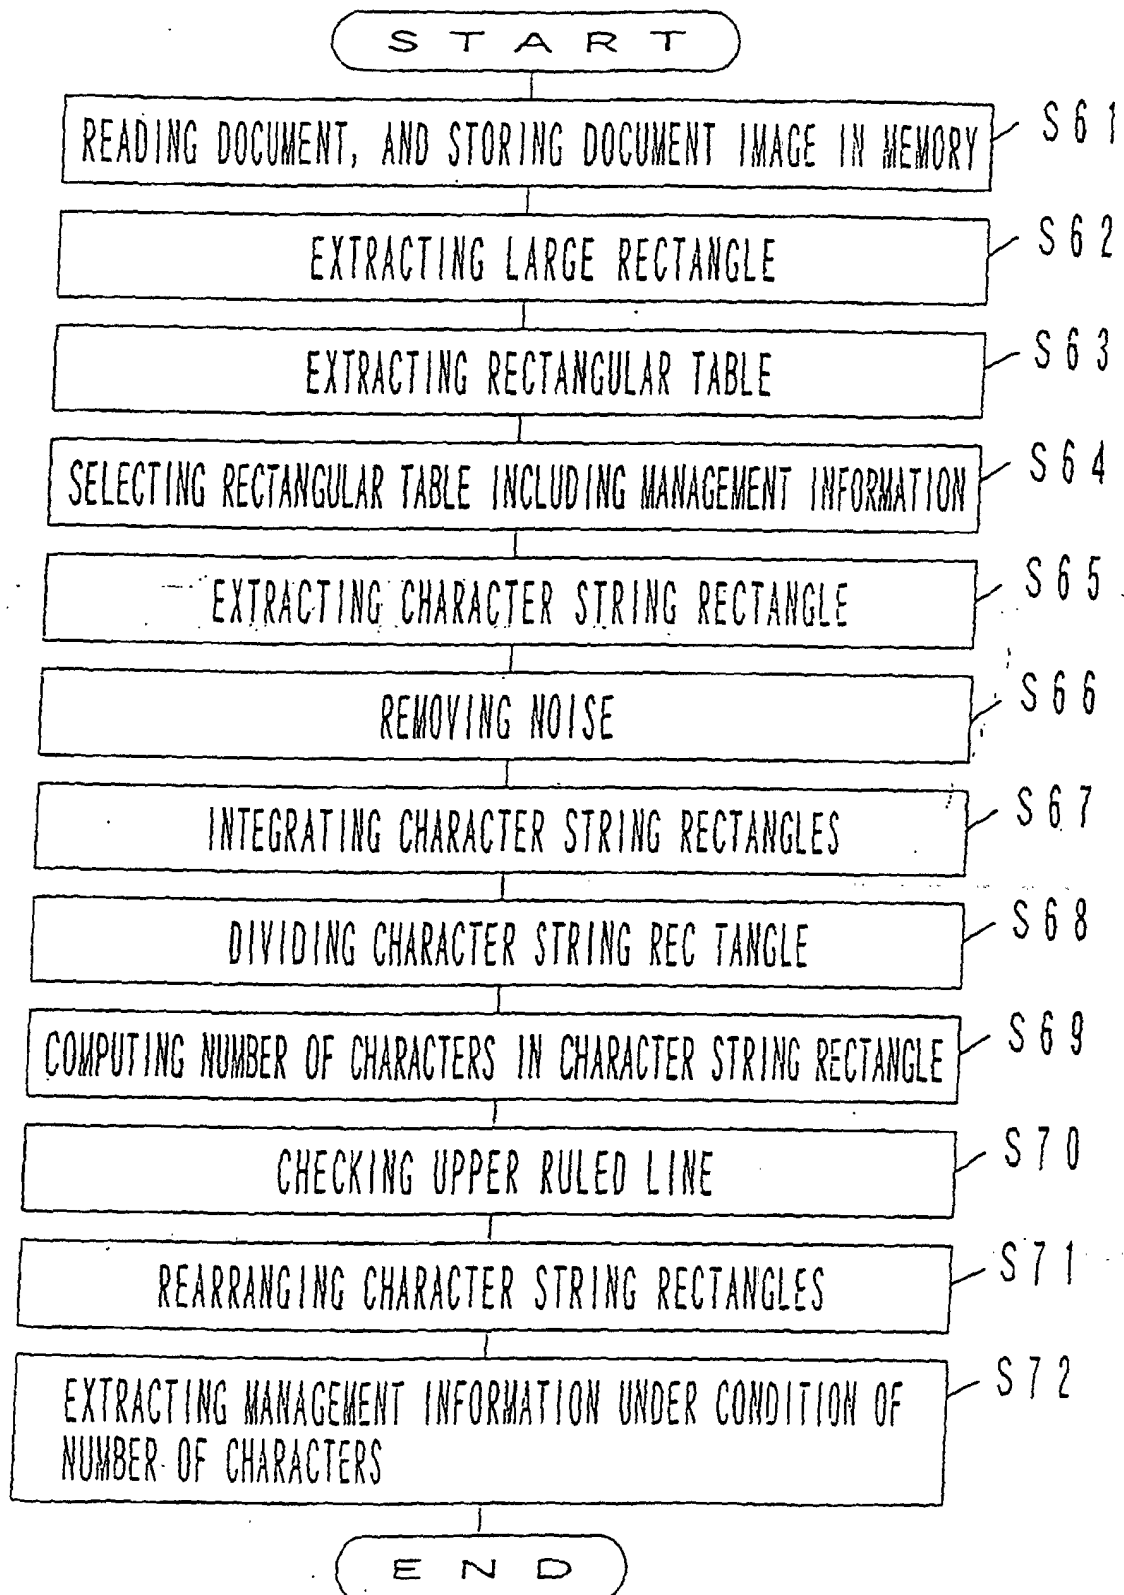 START
READING DOCUMENT, AND STORING DOCUMENT IMAGE IN MEMORY S61
EXTRACTING LARGE RECTANGLE S62
EXTRACTING RECTANGULAR TABLE S63
SELECTING RECTANGULAR TABLE INCLUDING MANAGEMENT INFORMATION S64
EXTRACTING CHARACTER STRING RECTANGLE S65
REMOVING NOISE S66
INTEGRATING CHARACTER STRING RECTANGLES S67
DIVIDING CHARACTER STRING REC TANGLE S68
COMPUTING NUMBER OF CHARACTERS IN CHARACTER STRING RECTANGLE S69
CHECKING UPPER RULED LINE S70
REARRANGING CHARACTER STRING RECTANGLES S71
EXTRACTING MANAGEMENT INFORMATION UNDER CONDITION OF S72
NUMBER OF CHARACTERS
END